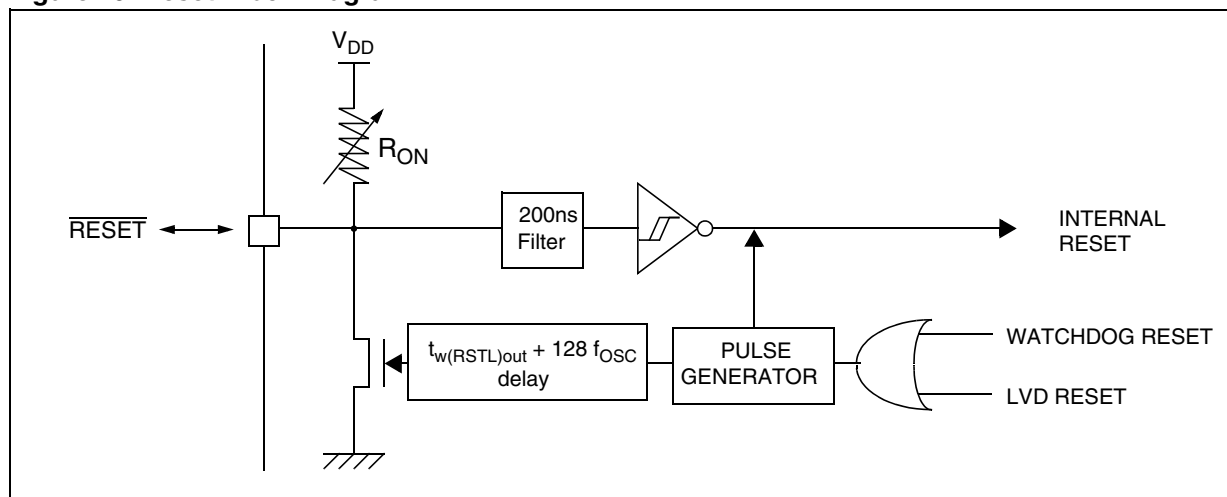 V_DD
R_ON
RESET
200ns
Filter
INTERNAL
RESET
t_w(RSTL)out + 128 f_OSC
delay
PULSE
GENERATOR
WATCHDOG RESET
LVD RESET